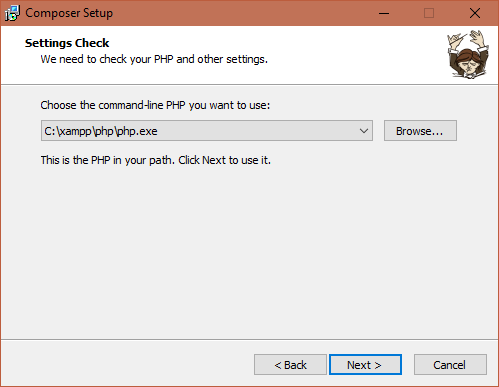 Composer Setup
Settings Check
We need to check your PHP and other settings.
Choose the command-line PHP you want to use:
C:\xampp\php\php.exe
Browse...
This is the PHP in your path. Click Next to use it.
< Back
Next >
Cancel